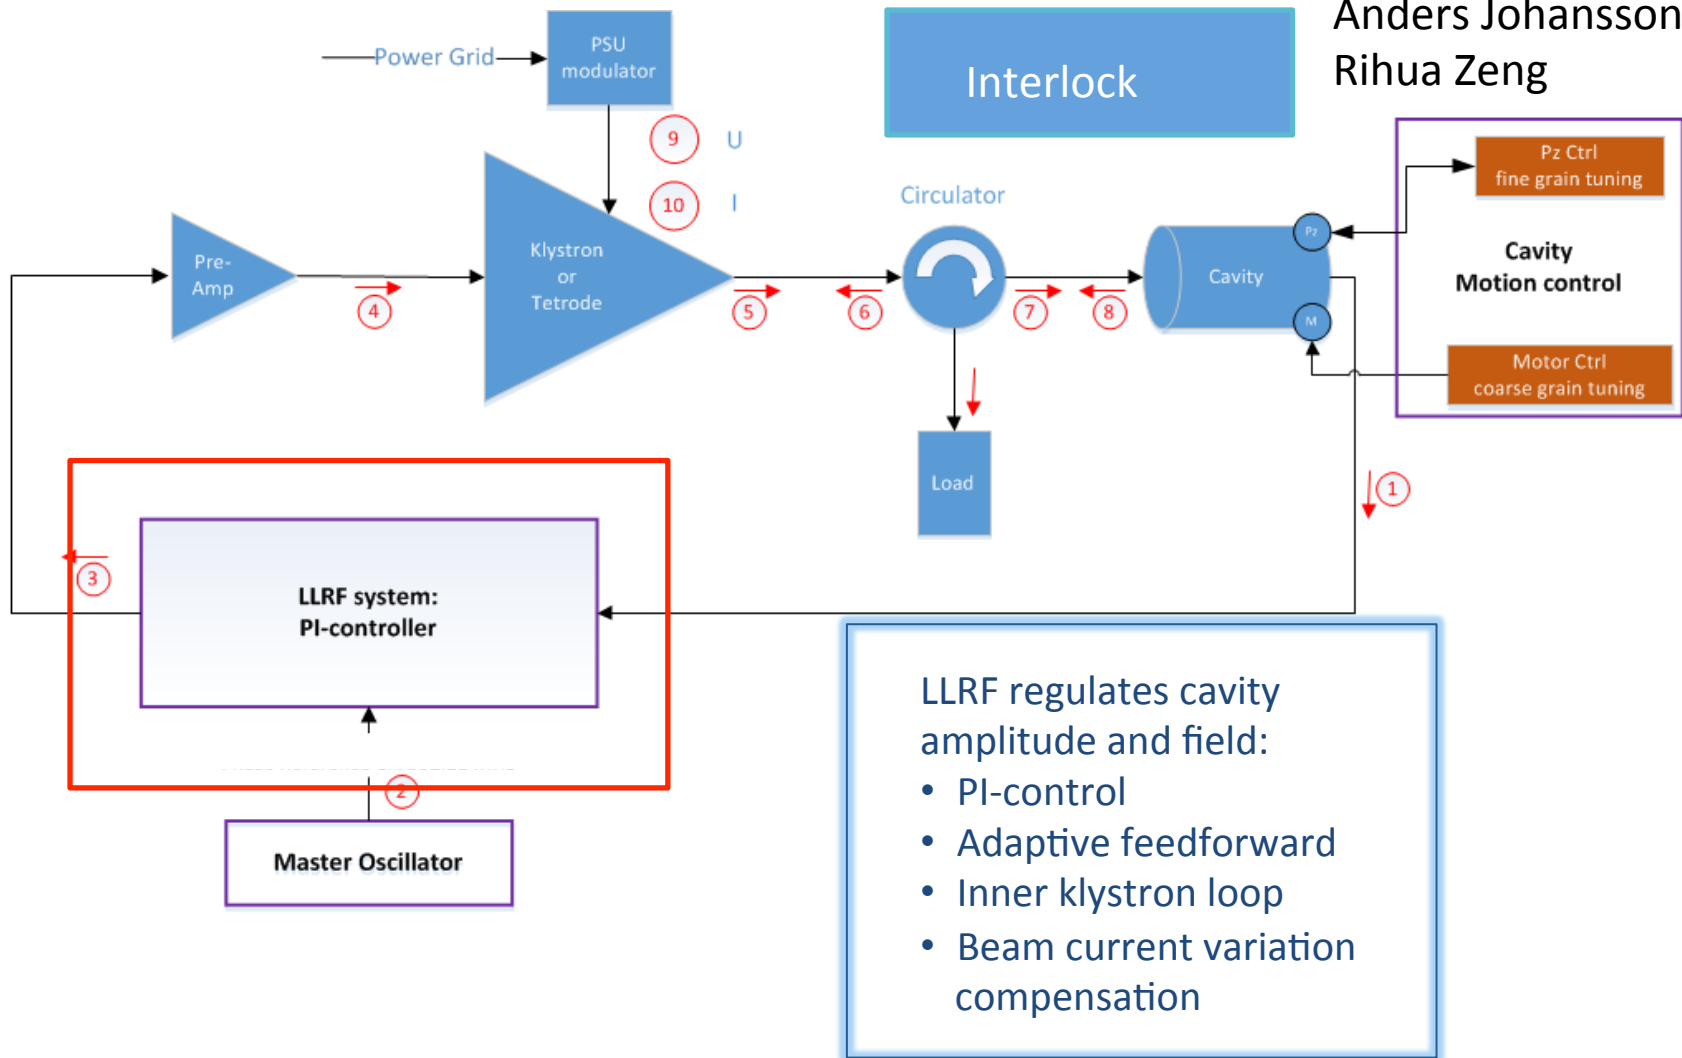 Anders Johansson
Rihua Zeng
Power Grid
PSU
modulator
Interlock
9 U
10 I
Circulator
Pz Ctrl
fine grain tuning
Pre-
Amp
Klystron
or
Tetrode
Cavity
Pz
M
Cavity
Motion control
4
5
6
7
8
Motor Ctrl
coarse grain tuning
Load
1
3
LLRF system:
PI-controller
2
Master Oscillator
LLRF regulates cavity
amplitude and field:
• PI-control
• Adaptive feedforward
• Inner klystron loop
• Beam current variation
compensation